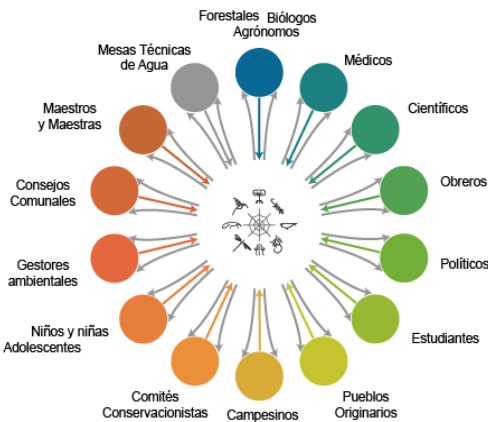 Forestales Biólogos
Agrónomos
Médicos
Científicos
Obreros
Políticos
Estudiantes
Pueblos
Originarios
Campesinos
Comités
Conservacionistas
Niños y niñas
Adolescentes
Gestores
ambientales
Consejos
Comunales
Maestros
y Maestras
Mesas Técnicas
de Agua